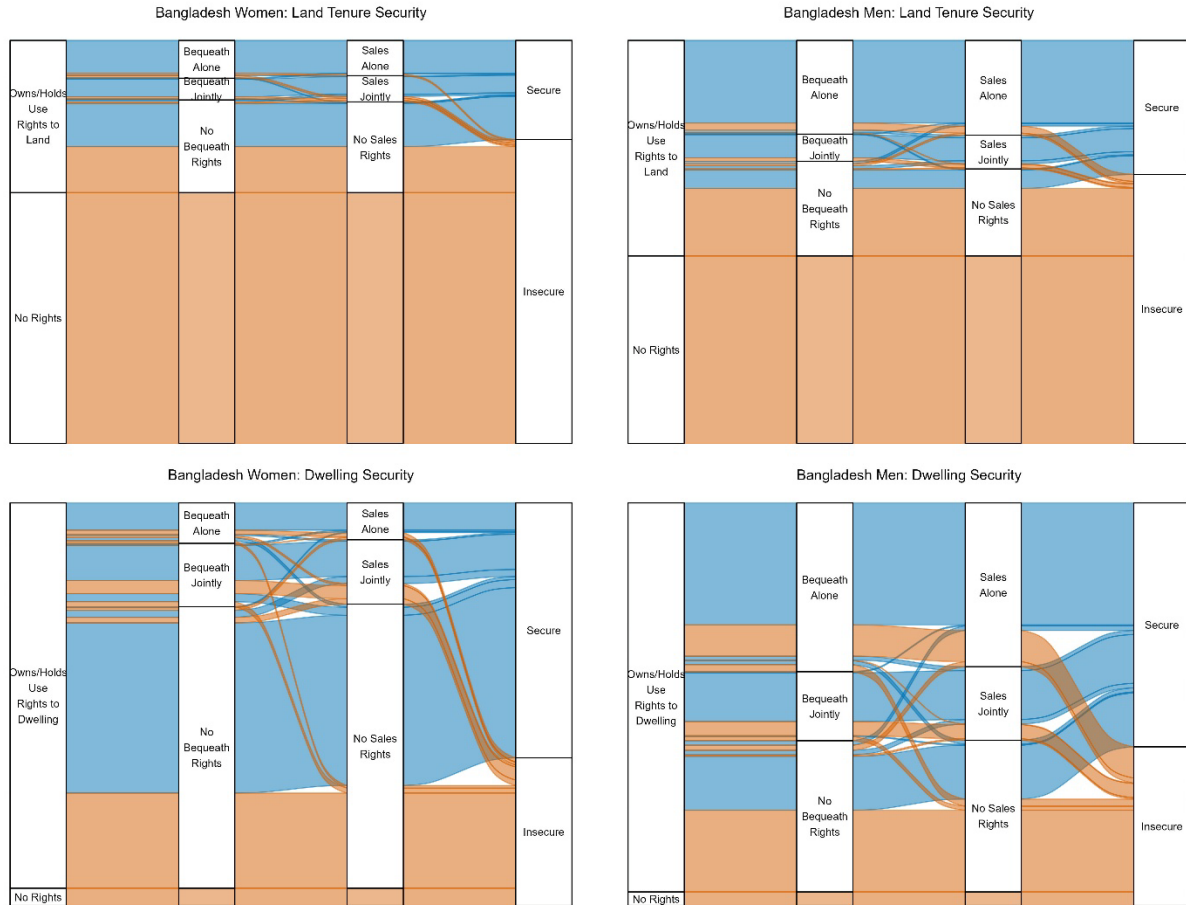 Bangladesh Women: Land Tenure Security
Owns/Holds
Use
Rights to
Land
No Rights
Bequeath
Alone
Bequeath
Jointly
No
Bequeath
Rights
Sales
Alone
Sales
Jointly
No Sales
Rights
Secure
Insecure
Bangladesh Men: Land Tenure Security
Owns/Holds
Use
Rights to
Land
No Rights
Bequeath
Alone
Bequeath
Jointly
No
Bequeath
Rights
Sales
Alone
Sales
Jointly
No Sales
Rights
Secure
Insecure
Bangladesh Women: Dwelling Security
Owns/Holds
Use
Rights to
Dwelling
No Rights
Bequeath
Alone
Bequeath
Jointly
No
Bequeath
Rights
Sales
Alone
Sales
Jointly
No Sales
Rights
Secure
Insecure
Bangladesh Men: Dwelling Security
Owns/Holds
Use
Rights to
Dwelling
No Rights
Bequeath
Alone
Bequeath
Jointly
No
Bequeath
Rights
Sales
Alone
Sales
Jointly
No Sales
Rights
Secure
Insecure